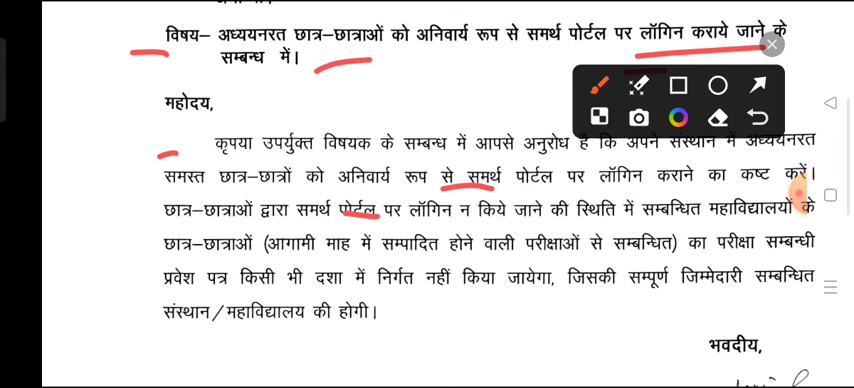 विषय– अध्ययनरत छात्र–छात्राओं को अनिवार्य रूप से समर्थ पोर्टल पर लॉगिन कराये जाने के
सम्बन्ध में।
महोदय,
कृपया उपर्युक्त विषयक के सम्बन्ध में आपसे अनुरोध है कि अपने संस्थान में अध्ययनरत
समस्त छात्र–छात्रों को अनिवार्य रूप से समर्थ पोर्टल पर लॉगिन कराने का कष्ट करें।
छात्र–छात्राओं द्वारा समर्थ पोर्टल पर लॉगिन न किये जाने की स्थिति में सम्बन्धित महाविद्यालयों के
छात्र–छात्राओं (आगामी माह में सम्पादित होने वाली परीक्षाओं से सम्बन्धित) का परीक्षा सम्बन्धी
प्रवेश पत्र किसी भी दशा में निर्गत नहीं किया जायेगा, जिसकी सम्पूर्ण जिम्मेदारी सम्बन्धित
संस्थान/महाविद्यालय की होगी।
भवदीय,